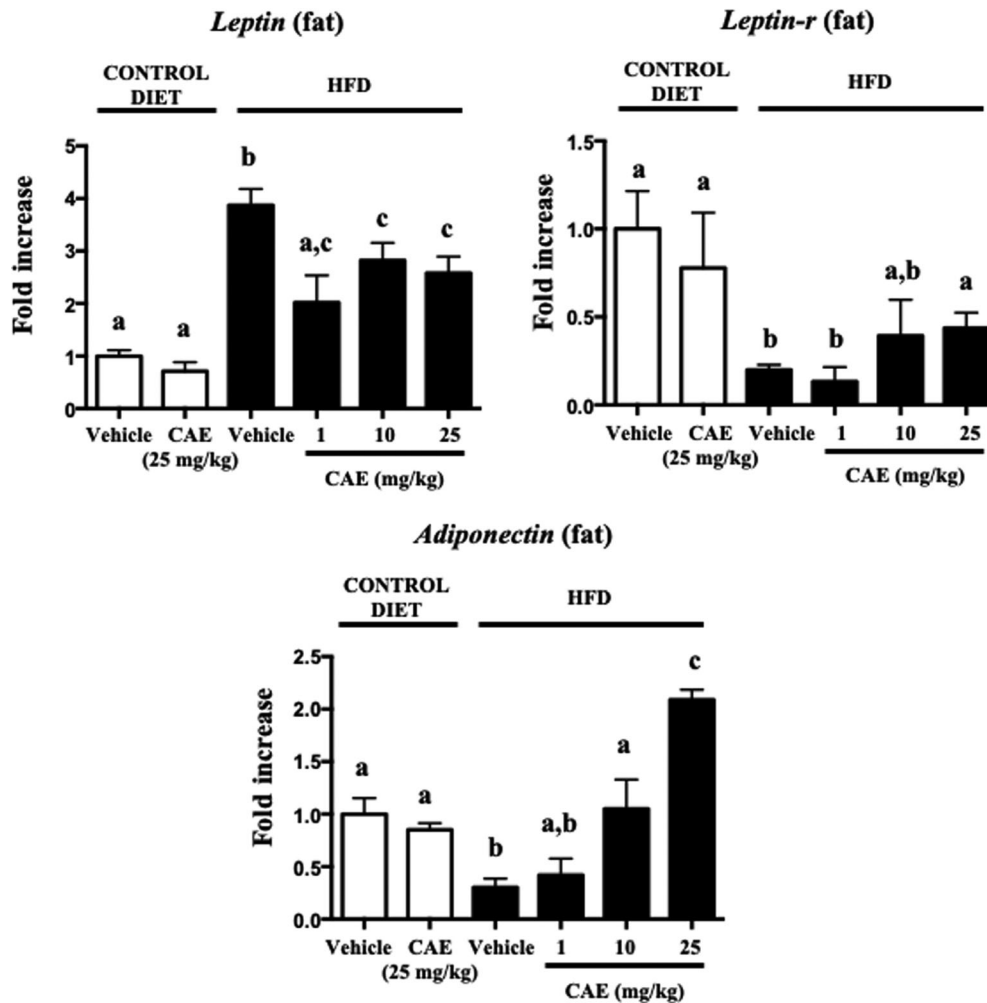 Leptin (fat)
CONTROL
DIET
HFD
Fold increase
5
4
3
2
1
0
a
a
b
a,c
c
c
Vehicle CAE Vehicle 1 10 25
(25 mg/kg)
CAE (mg/kg)
Leptin-r (fat)
CONTROL
DIET
HFD
Fold increase
1.5
1.0
0.5
0.0
a
a
b
b
a,b
a
Vehicle CAE Vehicle 1 10 25
(25 mg/kg)
CAE (mg/kg)
Adiponectin (fat)
CONTROL
DIET
HFD
Fold increase
2.5
2.0
1.5
1.0
0.5
0.0
a
a
b
a,b
a
c
Vehicle CAE Vehicle 1 10 25
(25 mg/kg)
CAE (mg/kg)